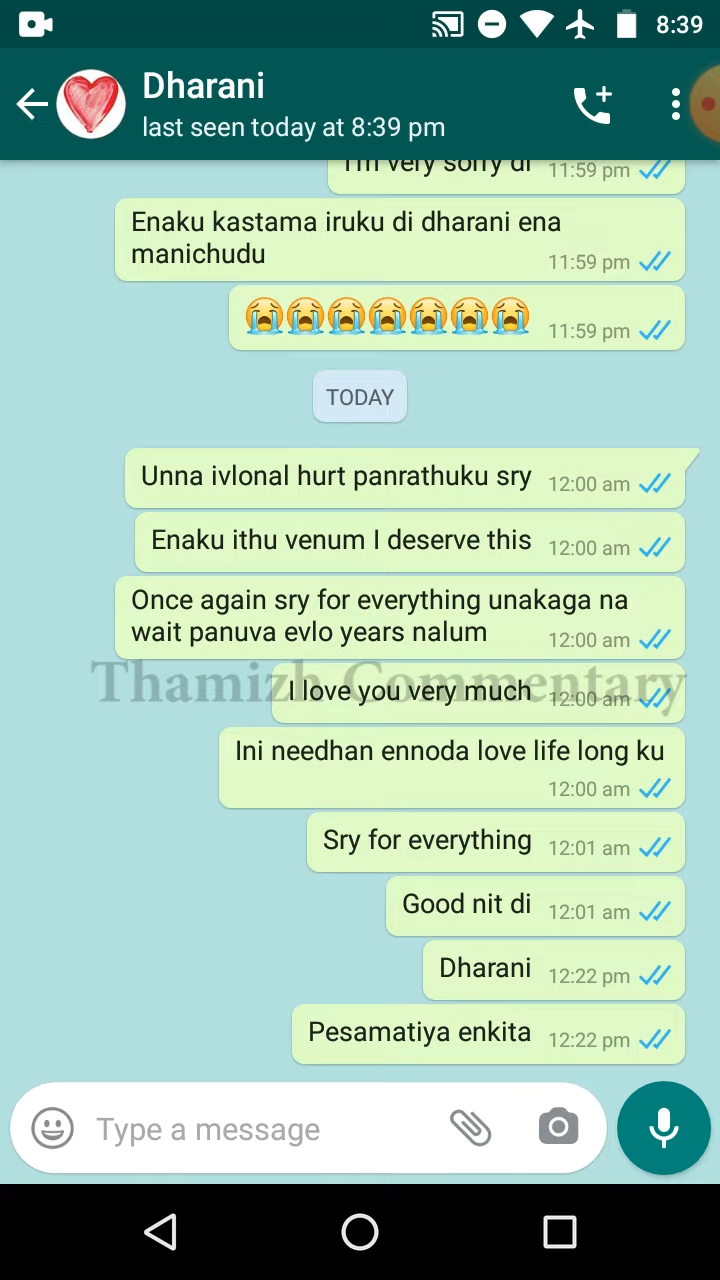 8:39
Dharani
last seen today at 8:39 pm
I'm very sorry di 11:59 pm
Enaku kastama iruku di dharani ena
manichudu 11:59 pm
😭😭😭😭😭😭😭 11:59 pm
TODAY
Unna ivlonal hurt panrathuku sry 12:00 am
Enaku ithu venum I deserve this 12:00 am
Once again sry for everything unakaga na
wait panuva evlo years nalum 12:00 am
Thamizh Commentary
I love you very much 12:00 am
Ini needhan ennoda love life long ku
12:00 am
Sry for everything 12:01 am
Good nit di 12:01 am
Dharani 12:22 pm
Pesamatiya enkita 12:22 pm
Type a message